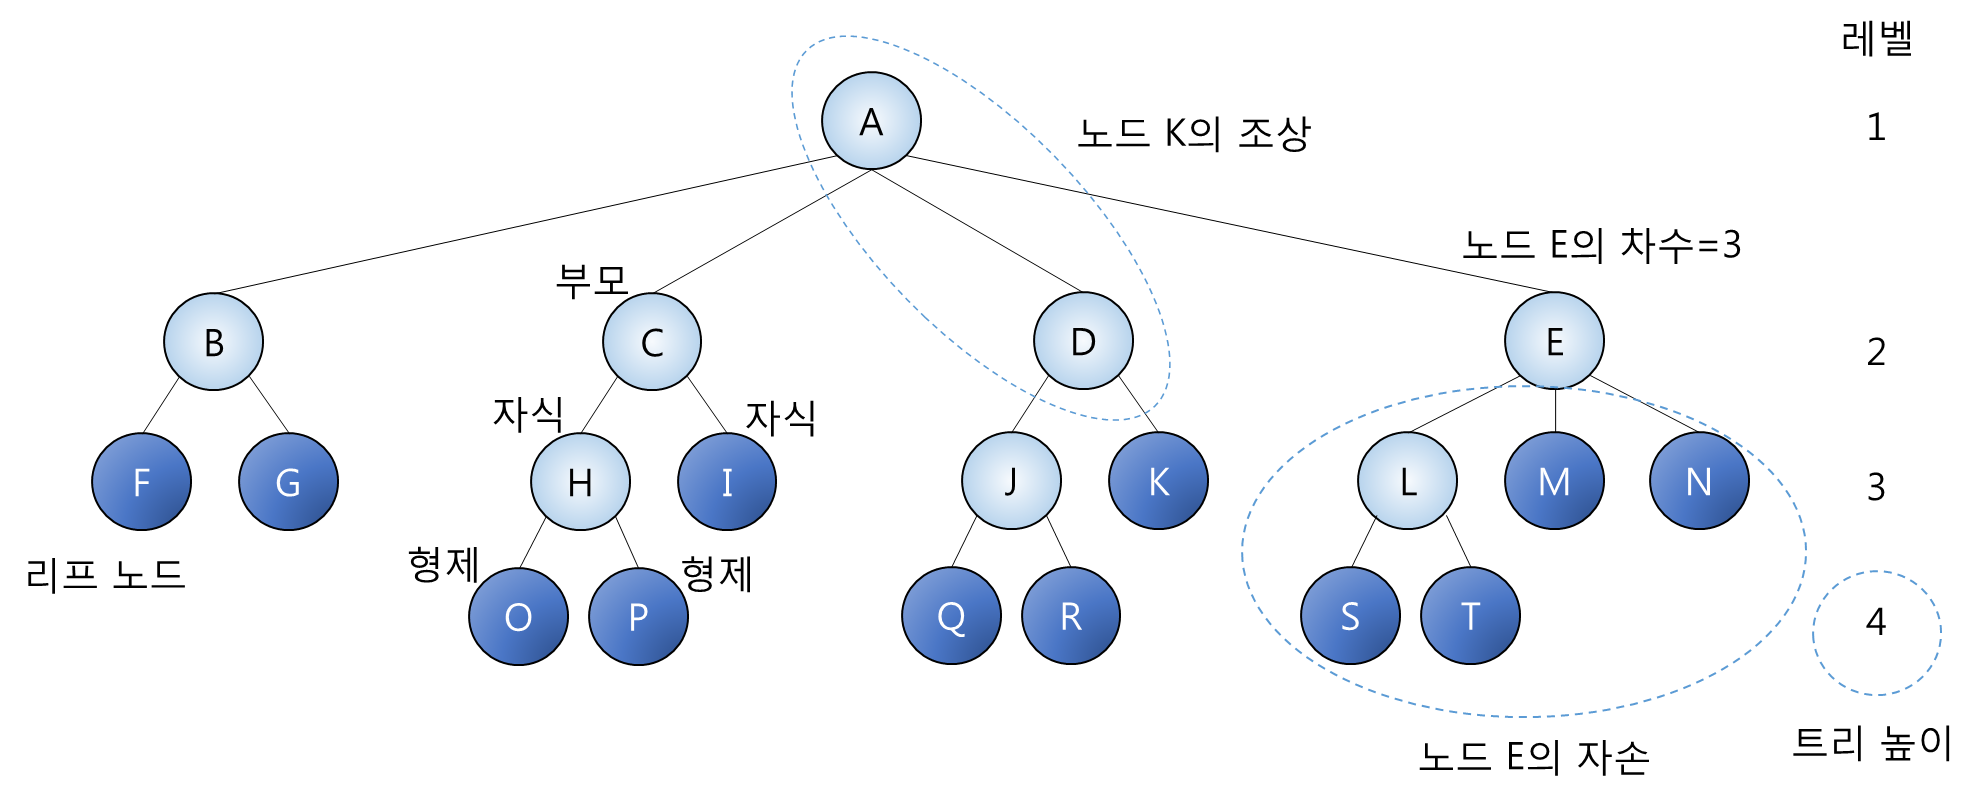 레벨
A
노드 K의 조상
1
노드 E의 차수=3
부모
B
C
D
E
2
자식
자식
F
G
H
I
J
K
L
M
N
3
리프 노드
형제
형제
O
P
Q
R
S
T
4
노드 E의 자손
트리 높이